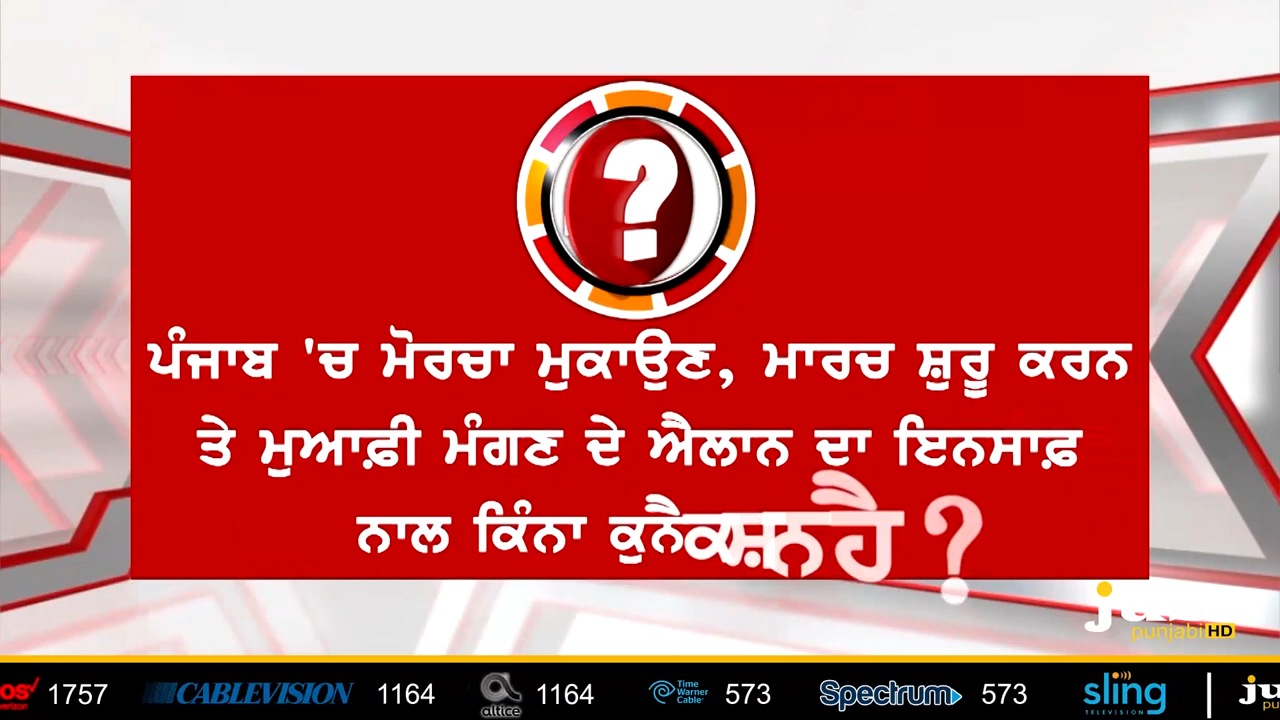 ?
ਪੰਜਾਬ 'ਚ ਮੋਰਚਾ ਮੁਕਾਉਣ, ਮਾਰਚ ਸ਼ੁਰੂ ਕਰਨ
ਤੇ ਮੁਆਫ਼ੀ ਮੰਗਣ ਦੇ ਐਲਾਨ ਦਾ ਇਨਸਾਫ਼
ਨਾਲ ਕਿੰਨਾ ਕੁਨੈਕਸ਼ਨ ਹੈ ?
punjabi HD
1757 CABLEVISION 1164 altice 1164 Time Warner Cable 573 Spectrum 573 sling TELEVISION